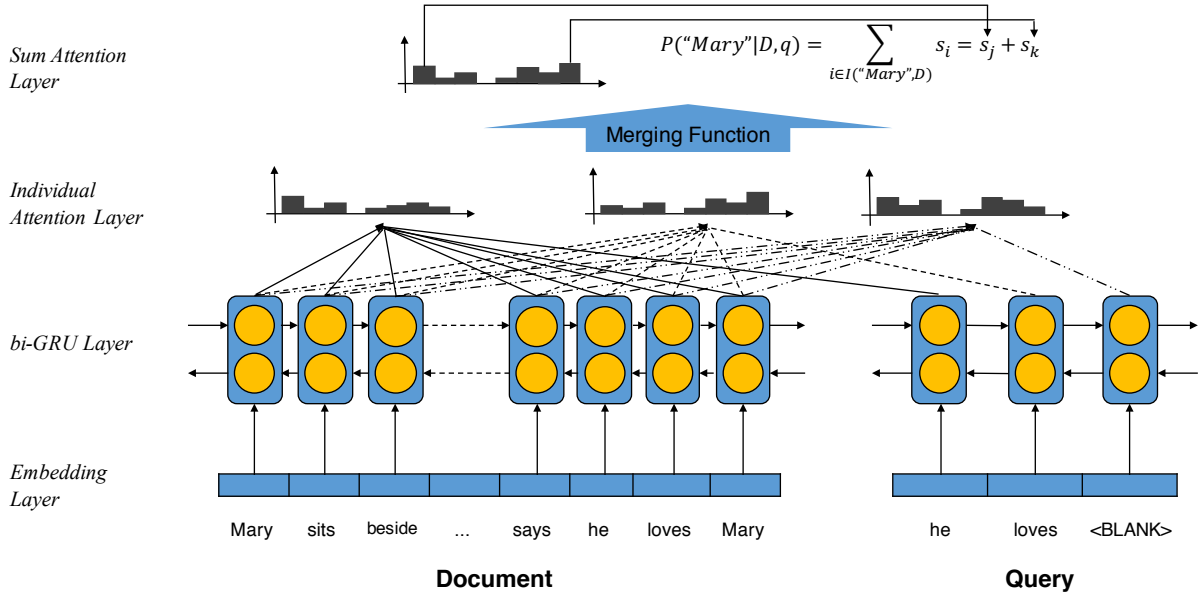 Sum Attention
Layer
P(“Mary”|D,q) = ∑ s_i = s_j + s_k
i∈I(“Mary”,D)
Merging Function
Individual
Attention Layer
bi-GRU Layer
Embedding
Layer
Mary sits beside ... says he loves Mary he loves <BLANK>
Document Query